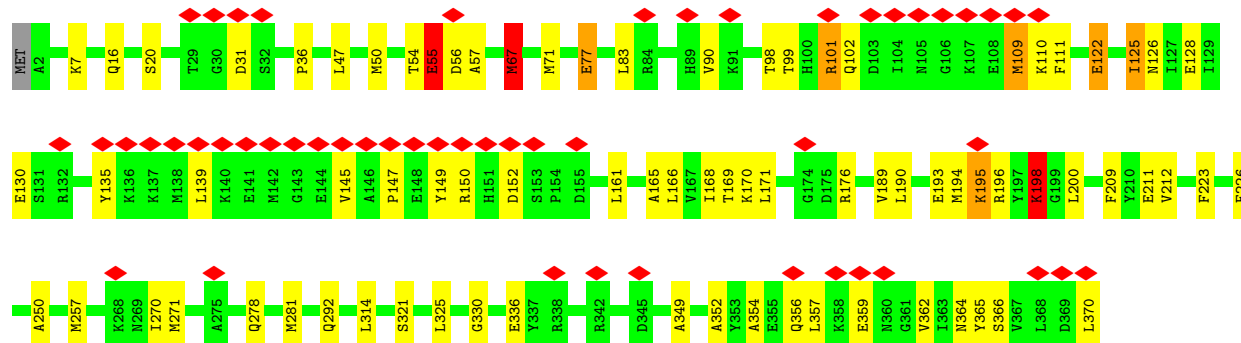 MET A2 K7 Q16 S20 T29 G30 D31 S32 P36 L47 M50 T54 E55 D56 A57 M67 M71 E77 L83 R84 H89 V90 K91 T98 T99 H100 R101 Q102 D103 I104 N105 G106 K107 E108 M109 K110 F111 E122 I125 N126 I127 E128 I129
E130 S131 R132 Y135 K136 K137 M138 L139 K140 E141 M142 G143 E144 V145 A146 P147 E148 Y149 R150 H151 D152 S153 P154 D155 L161 A165 L166 V167 I168 T169 K170 L171 G174 D175 R176 V189 L190 E193 M194 K195 R196 Y197 K198 G199 L200 F209 Y210 E211 V212 F223
A250 M257 K268 N269 I270 M271 A275 Q278 M281 Q292 L314 S321 L325 G330 E336 Y337 R338 R342 D345 A349 A352 Y353 A354 E355 Q356 L357 K358 E359 N360 G361 V362 I363 N364 Y365 S366 V367 L368 D369 L370